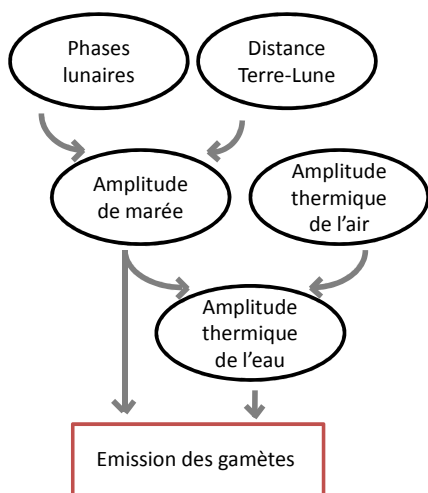 Phases
lunaires
Distance
Terre-Lune
Amplitude
de marée
Amplitude
thermique
de l'air
Amplitude
thermique
de l'eau
Emission des gamètes